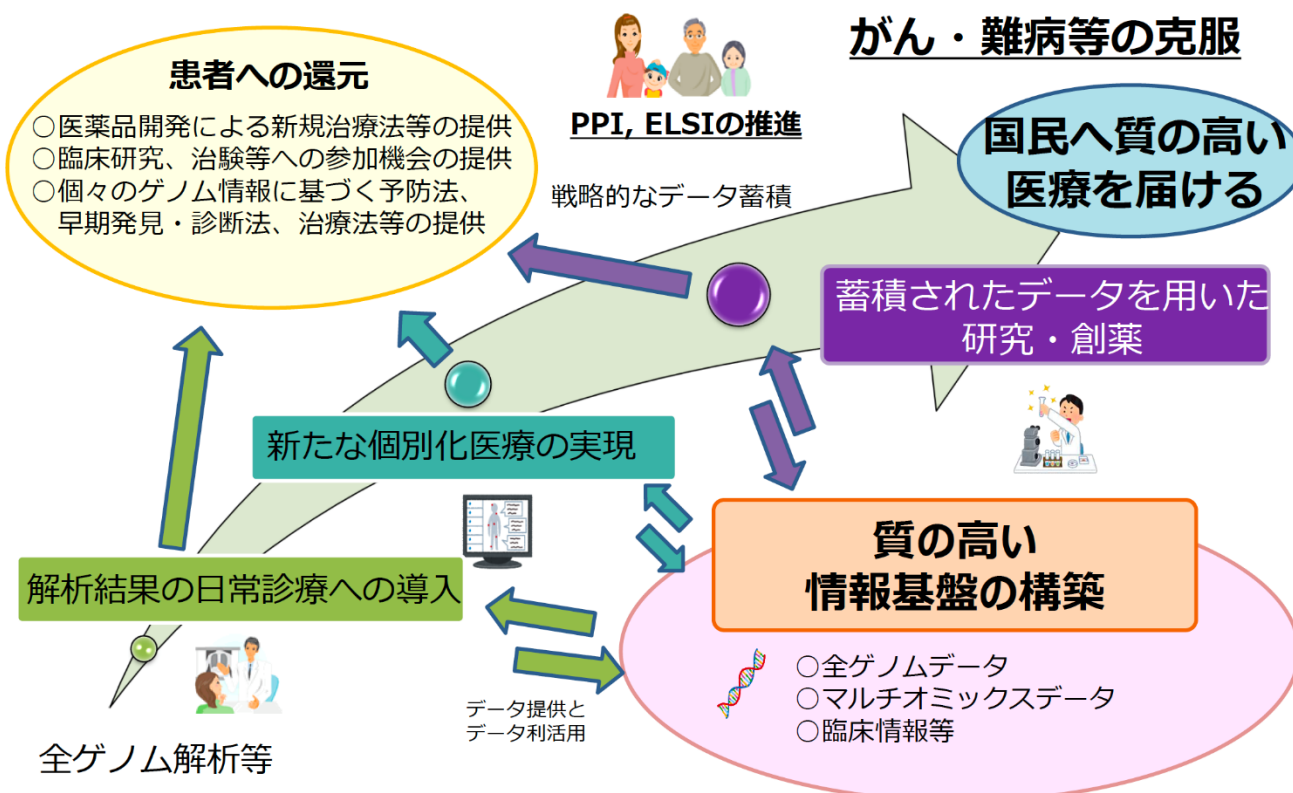 がん・難病等の克服
患者への還元
○医薬品開発による新規治療法等の提供
○臨床研究、治験等への参加機会の提供
○個々のゲノム情報に基づく予防法、
早期発見・診断法、治療法等の提供
PPI, ELSIの推進
戦略的なデータ蓄積
国民へ質の高い
医療を届ける
蓄積されたデータを用いた
研究・創薬
新たな個別化医療の実現
解析結果の日常診療への導入
質の高い
情報基盤の構築
○全ゲノムデータ
○マルチオミックスデータ
○臨床情報等
データ提供と
データ利活用
全ゲノム解析等